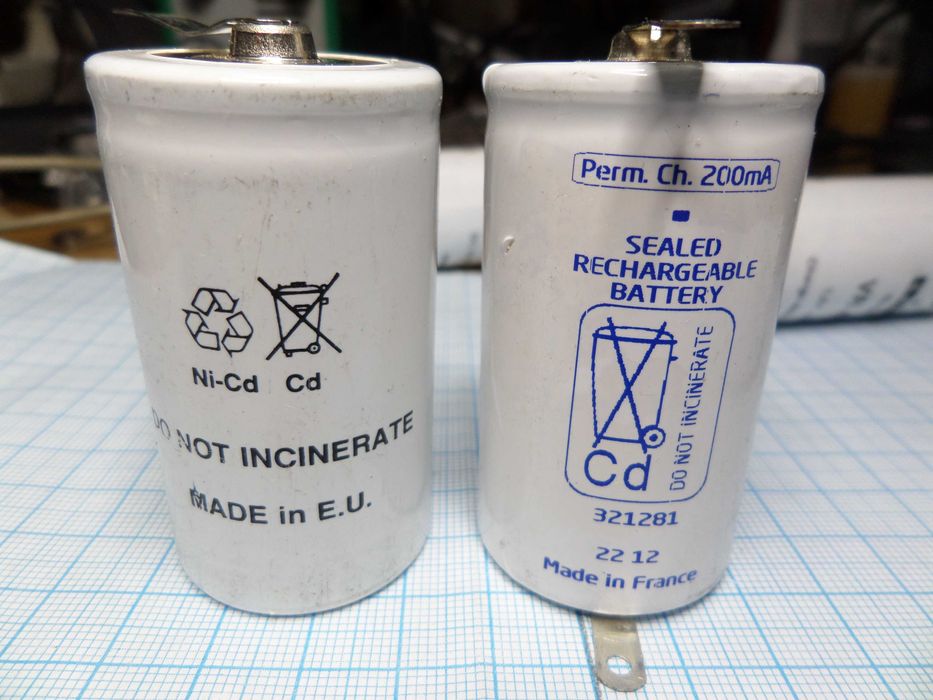 Ni-Cd Cd
DO NOT INCINERATE
MADE in E.U.
Perm. Ch. 200mA
SEALED
RECHARGEABLE
BATTERY
Cd
DO NOT INCINERATE
321281
22 12
Made in France